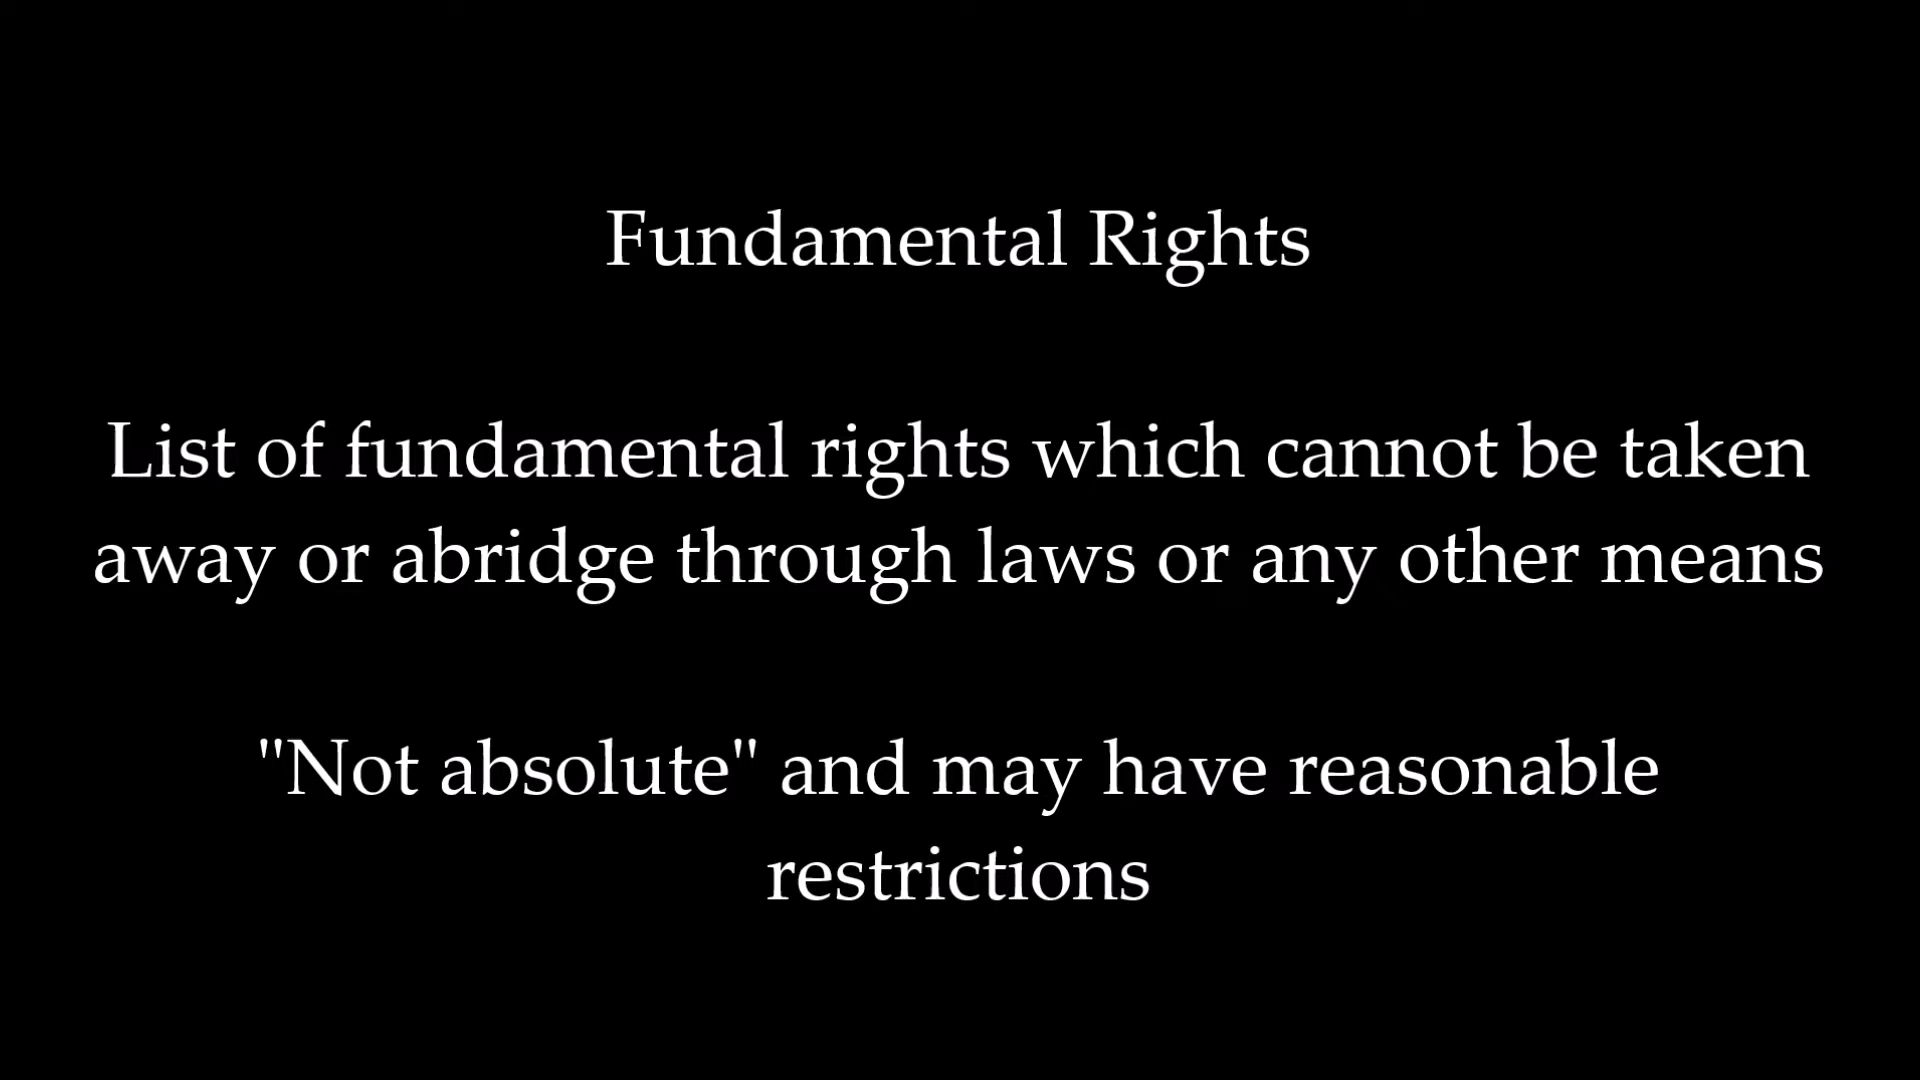 Fundamental Rights
List of fundamental rights which cannot be taken
away or abridge through laws or any other means
"Not absolute" and may have reasonable
restrictions